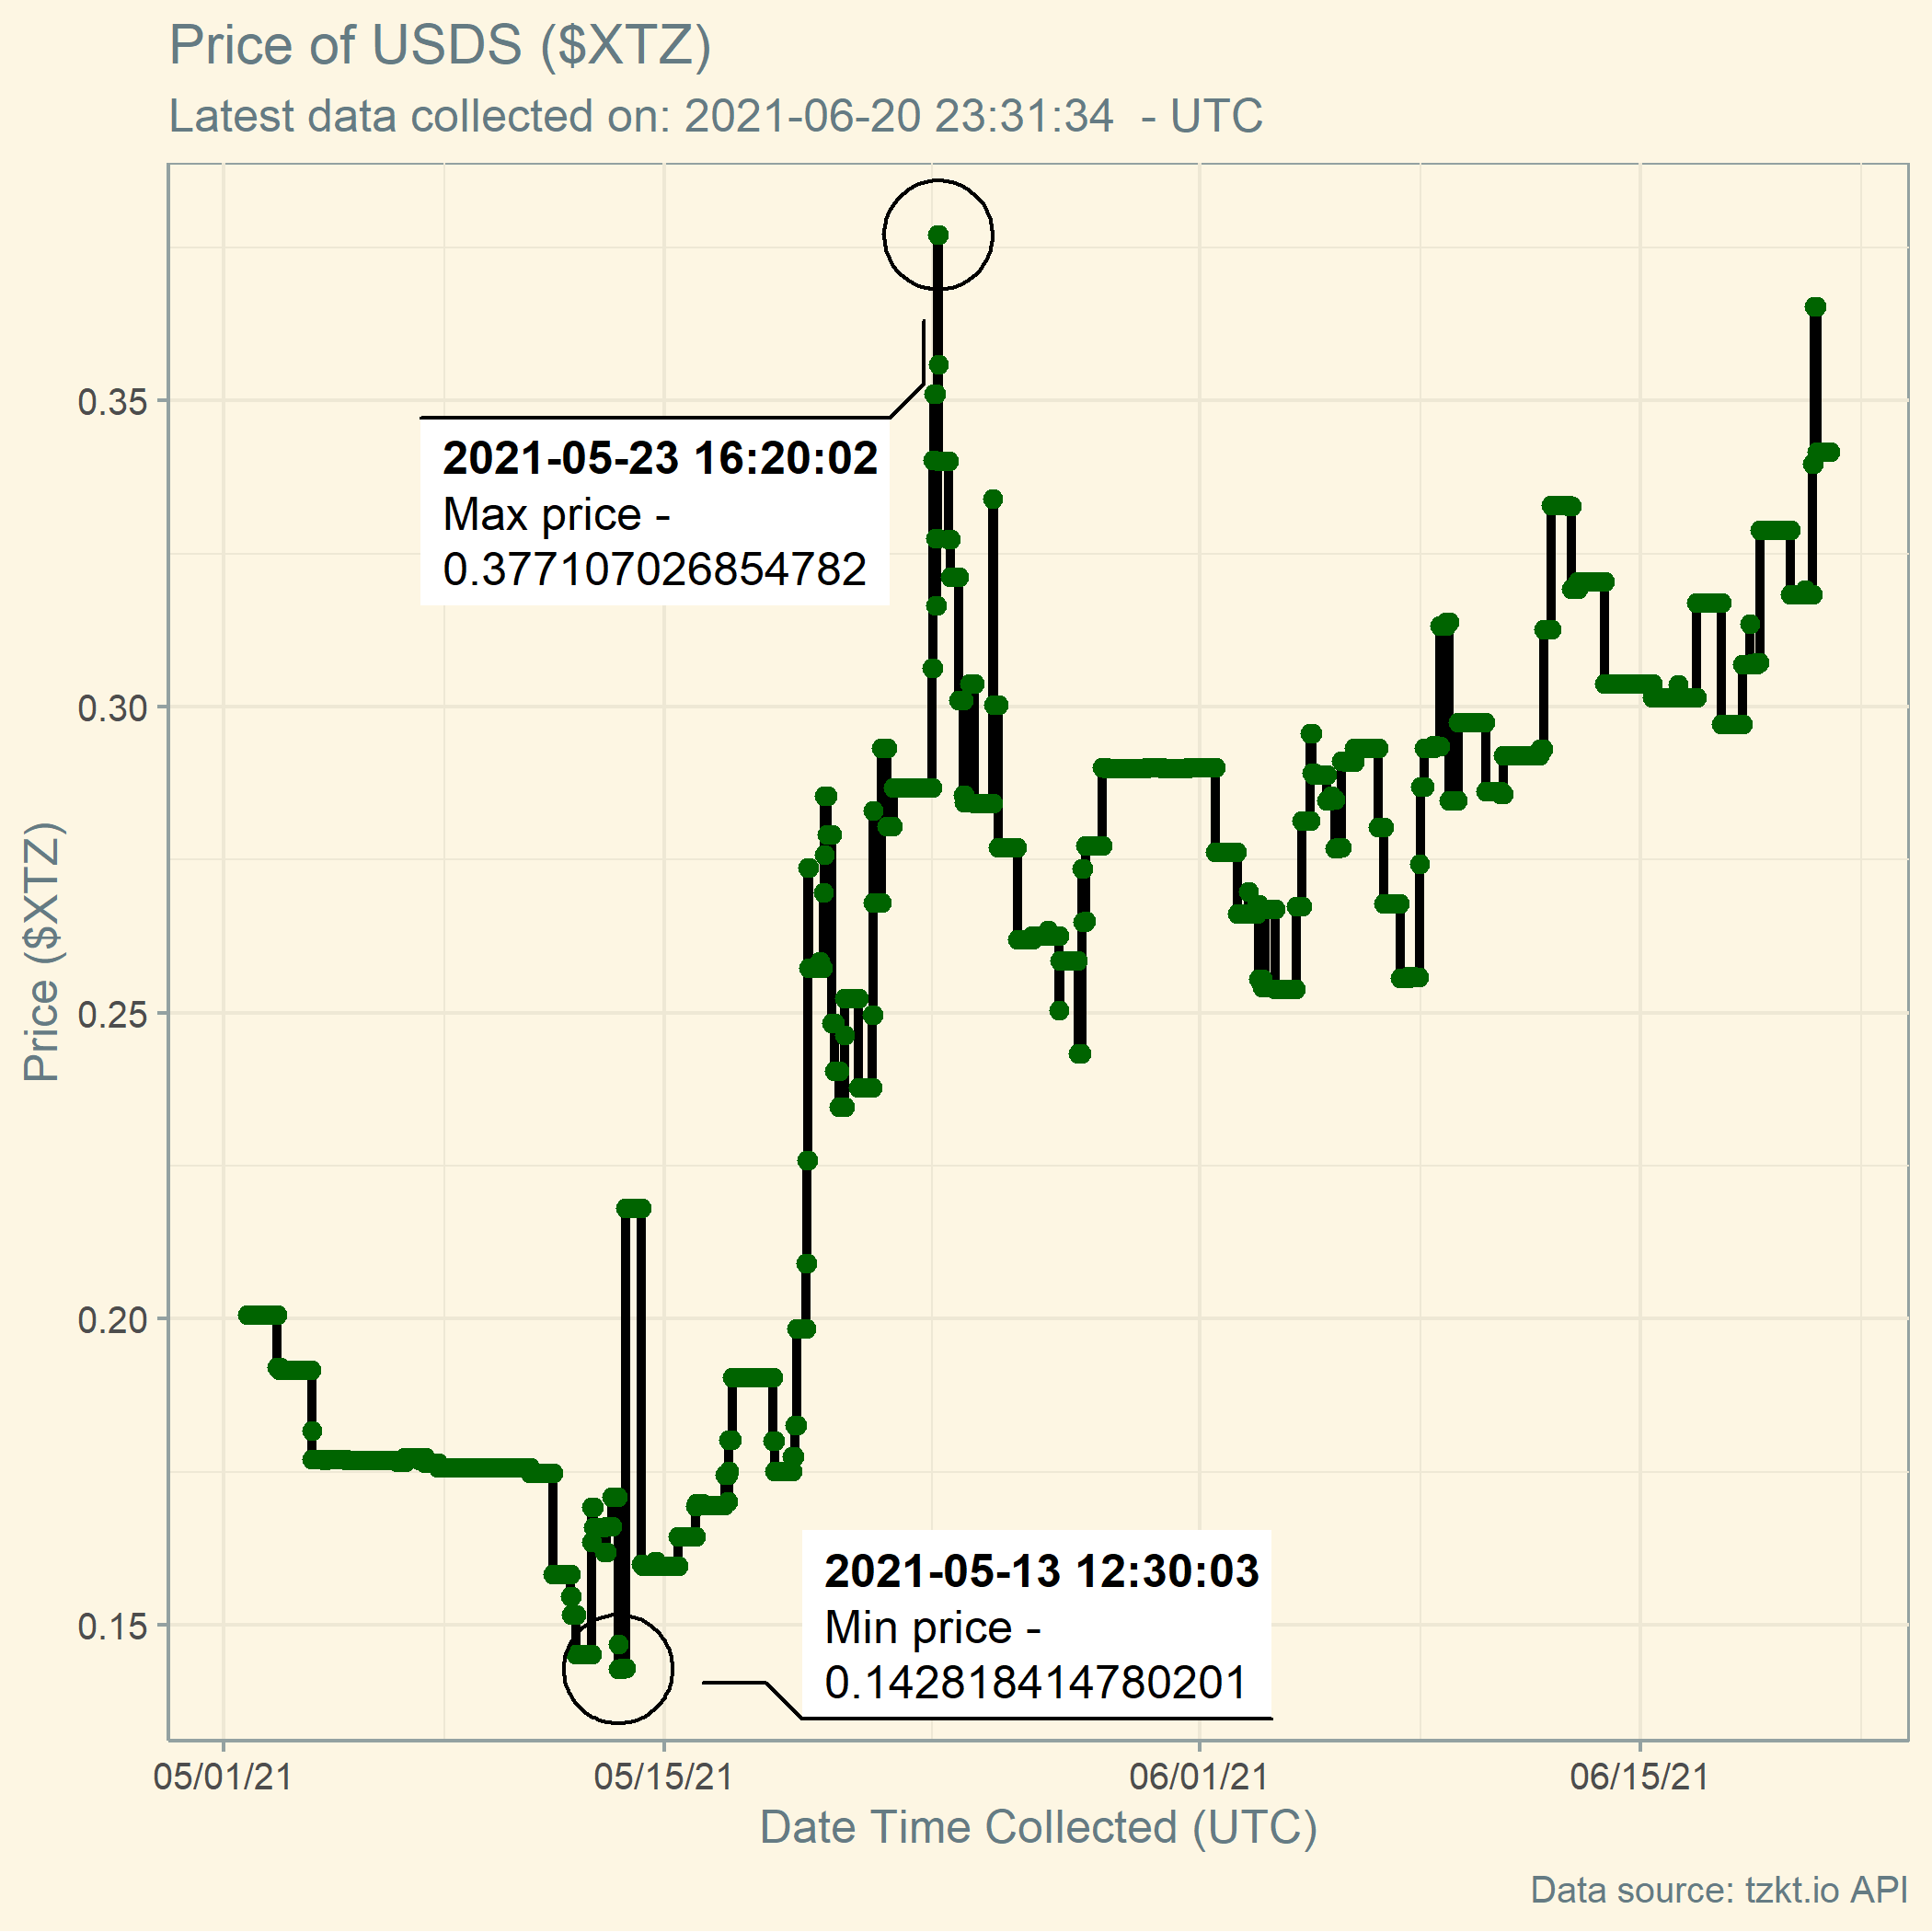 Price of USDS ($XTZ)
Latest data collected on: 2021-06-20 23:31:34  - UTC
Price ($XTZ)
0.35
0.30
0.25
0.20
0.15
2021-05-23 16:20:02
Max price -
0.377107026854782
2021-05-13 12:30:03
Min price -
0.142818414780201
05/01/21
05/15/21
06/01/21
06/15/21
Date Time Collected (UTC)
Data source: tzkt.io API